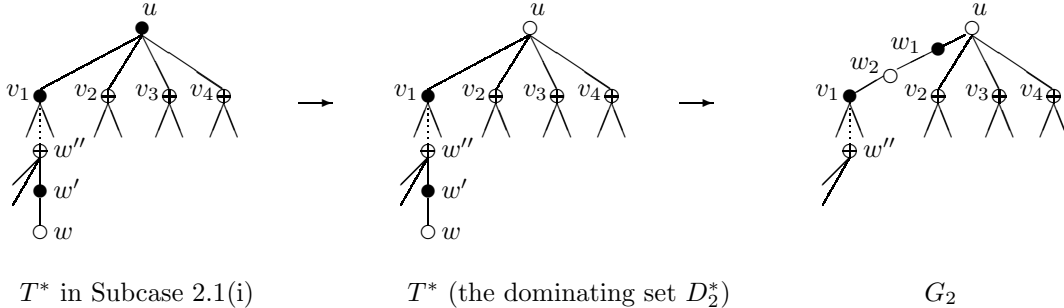 u u u
w₁
w₂
v₁ v₂ v₃ v₄ v₁ v₂ v₃ v₄ v₁ v₂ v₃ v₄
w″ w″ w″
w′ w′
w w
T* in Subcase 2.1(i) T* (the dominating set D₂*) G₂